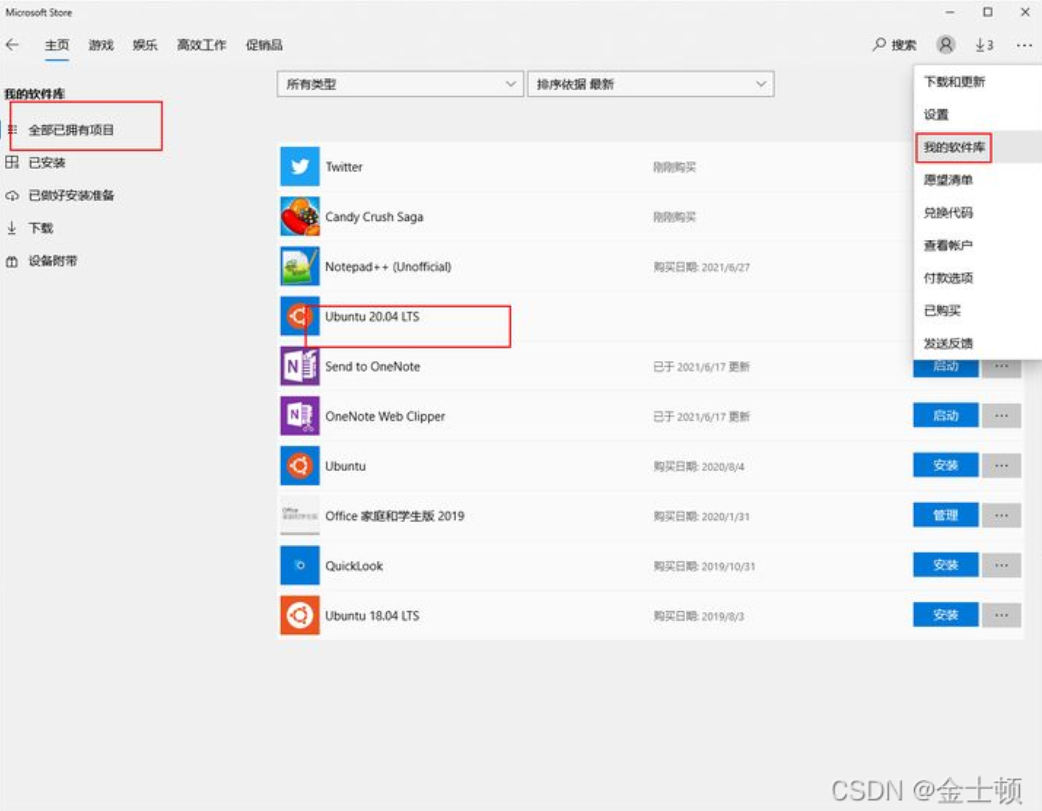 Microsoft Store
主页 游戏 娱乐 高效工作 促销品 搜索 3
我的软件库
全部已拥有项目
已安装
已做好安装准备
下载
设备附带
所有类型 排序依据 最新
下载和更新
设置
我的软件库
愿望清单
兑换代码
查看帐户
付款选项
已购买
发送反馈
Twitter 刚刚购买
Candy Crush Saga 刚刚购买
Notepad++ (Unofficial) 购买日期: 2021/6/27
Ubuntu 20.04 LTS
Send to OneNote 已于 2021/6/17 更新 启动
OneNote Web Clipper 已于 2021/6/17 更新 启动
Ubuntu 购买日期: 2020/8/4 安装
Office 家庭和学生版 2019 购买日期: 2020/1/31 管理
QuickLook 购买日期: 2019/10/31 安装
Ubuntu 18.04 LTS 购买日期: 2019/8/3 安装
CSDN @金士顿